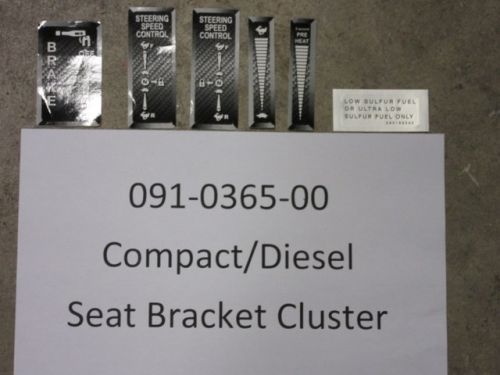 BRAKE
OFF
STEERING
SPEED
CONTROL
F
R
STEERING
SPEED
CONTROL
F
R
PRE
HEAT
LOW SULFUR FUEL
OR ULTRA LOW
SULFUR FUEL ONLY
091-0365-00
Compact/Diesel
Seat Bracket Cluster